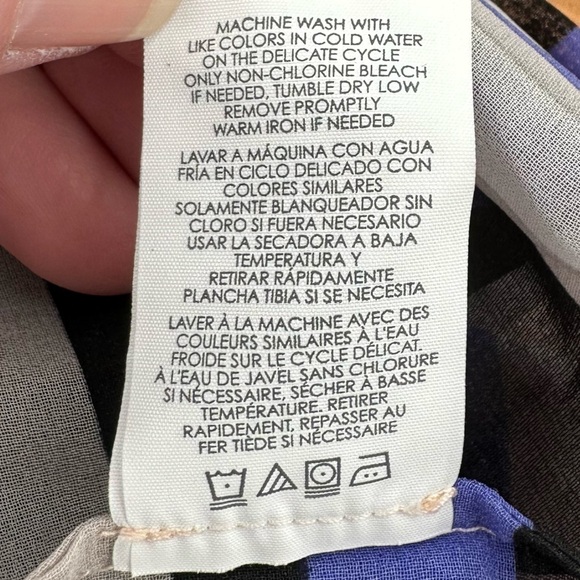 MACHINE WASH WITH
LIKE COLORS IN COLD WATER
ON THE DELICATE CYCLE
ONLY NON-CHLORINE BLEACH
IF NEEDED, TUMBLE DRY LOW
REMOVE PROMPTLY
WARM IRON IF NEEDED
LAVAR A MÁQUINA CON AGUA
FRÍA EN CICLO DELICADO CON
COLORES SIMILARES
SOLAMENTE BLANQUEADOR SIN
CLORO SI FUERA NECESARIO
USAR LA SECADORA A BAJA
TEMPERATURA Y
RETIRAR RÁPIDAMENTE
PLANCHA TIBIA SI SE NECESITA
LAVER À LA MACHINE AVEC DES
COULEURS SIMILAIRES À L'EAU
FROIDE SUR LE CYCLE DÉLICAT.
À L'EAU DE JAVEL SANS CHLORURE
SI NÉCESSAIRE, SÉCHER À BASSE
TEMPÉRATURE. RETIRER
RAPIDEMENT. REPASSER AU
FER TIÈDE SI NÉCESSAIRE